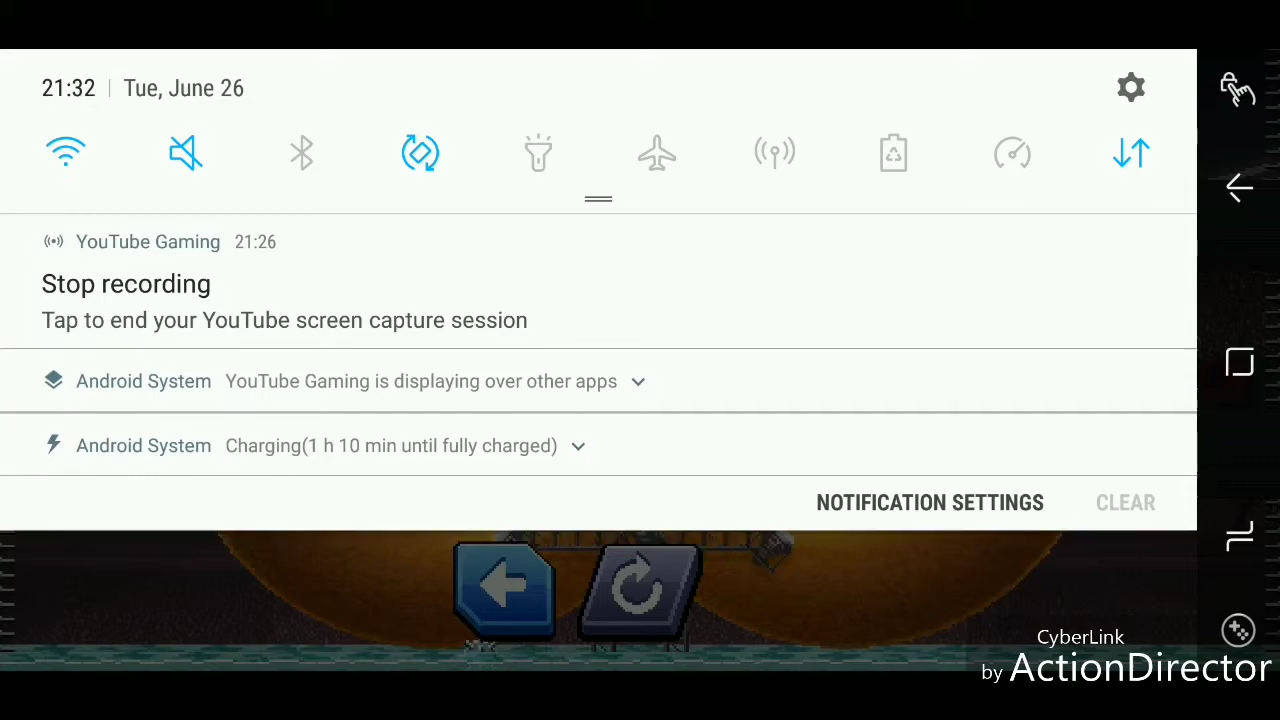 21:32 | Tue, June 26
YouTube Gaming 21:26
Stop recording
Tap to end your YouTube screen capture session
Android System YouTube Gaming is displaying over other apps
Android System Charging(1 h 10 min until fully charged)
NOTIFICATION SETTINGS CLEAR
CyberLink
by ActionDirector